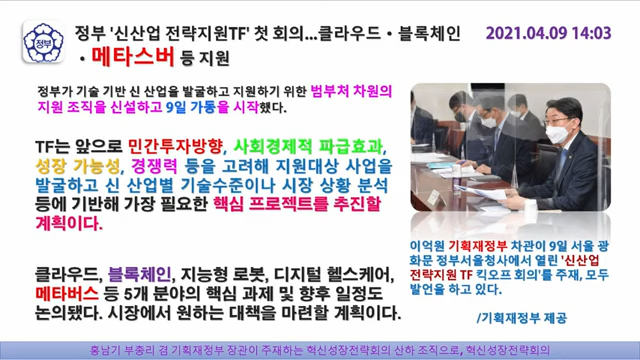 정부 '신산업 전략지원TF' 첫 회의...클라우드·블록체인
·메타스버 등 지원
2021.04.09 14:03
정부
정부가 기술 기반 신 산업을 발굴하고 지원하기 위한 범부처 차원의
지원 조직을 신설하고 9일 가동을 시작했다.
TF는 앞으로 민간투자방향, 사회경제적 파급효과,
성장 가능성, 경쟁력 등을 고려해 지원대상 사업을
발굴하고 신 산업별 기술수준이나 시장 상황 분석
등에 기반해 가장 필요한 핵심 프로젝트를 추진할
계획이다.
클라우드, 블록체인, 지능형 로봇, 디지털 헬스케어,
메타버스 등 5개 분야의 핵심 과제 및 향후 일정도
논의됐다. 시장에서 원하는 대책을 마련할 계획이다.
이억원 기획재정부 차관이 9일 서울 광
화문 정부서울청사에서 열린 '신산업
전략지원 TF 킥오프 회의'를 주재, 모두
발언을 하고 있다.
/기획재정부 제공
홍남기 부총리 겸 기획재정부 장관이 주재하는 혁신성장전략회의 산하 조직으로, 혁신성장전략회의